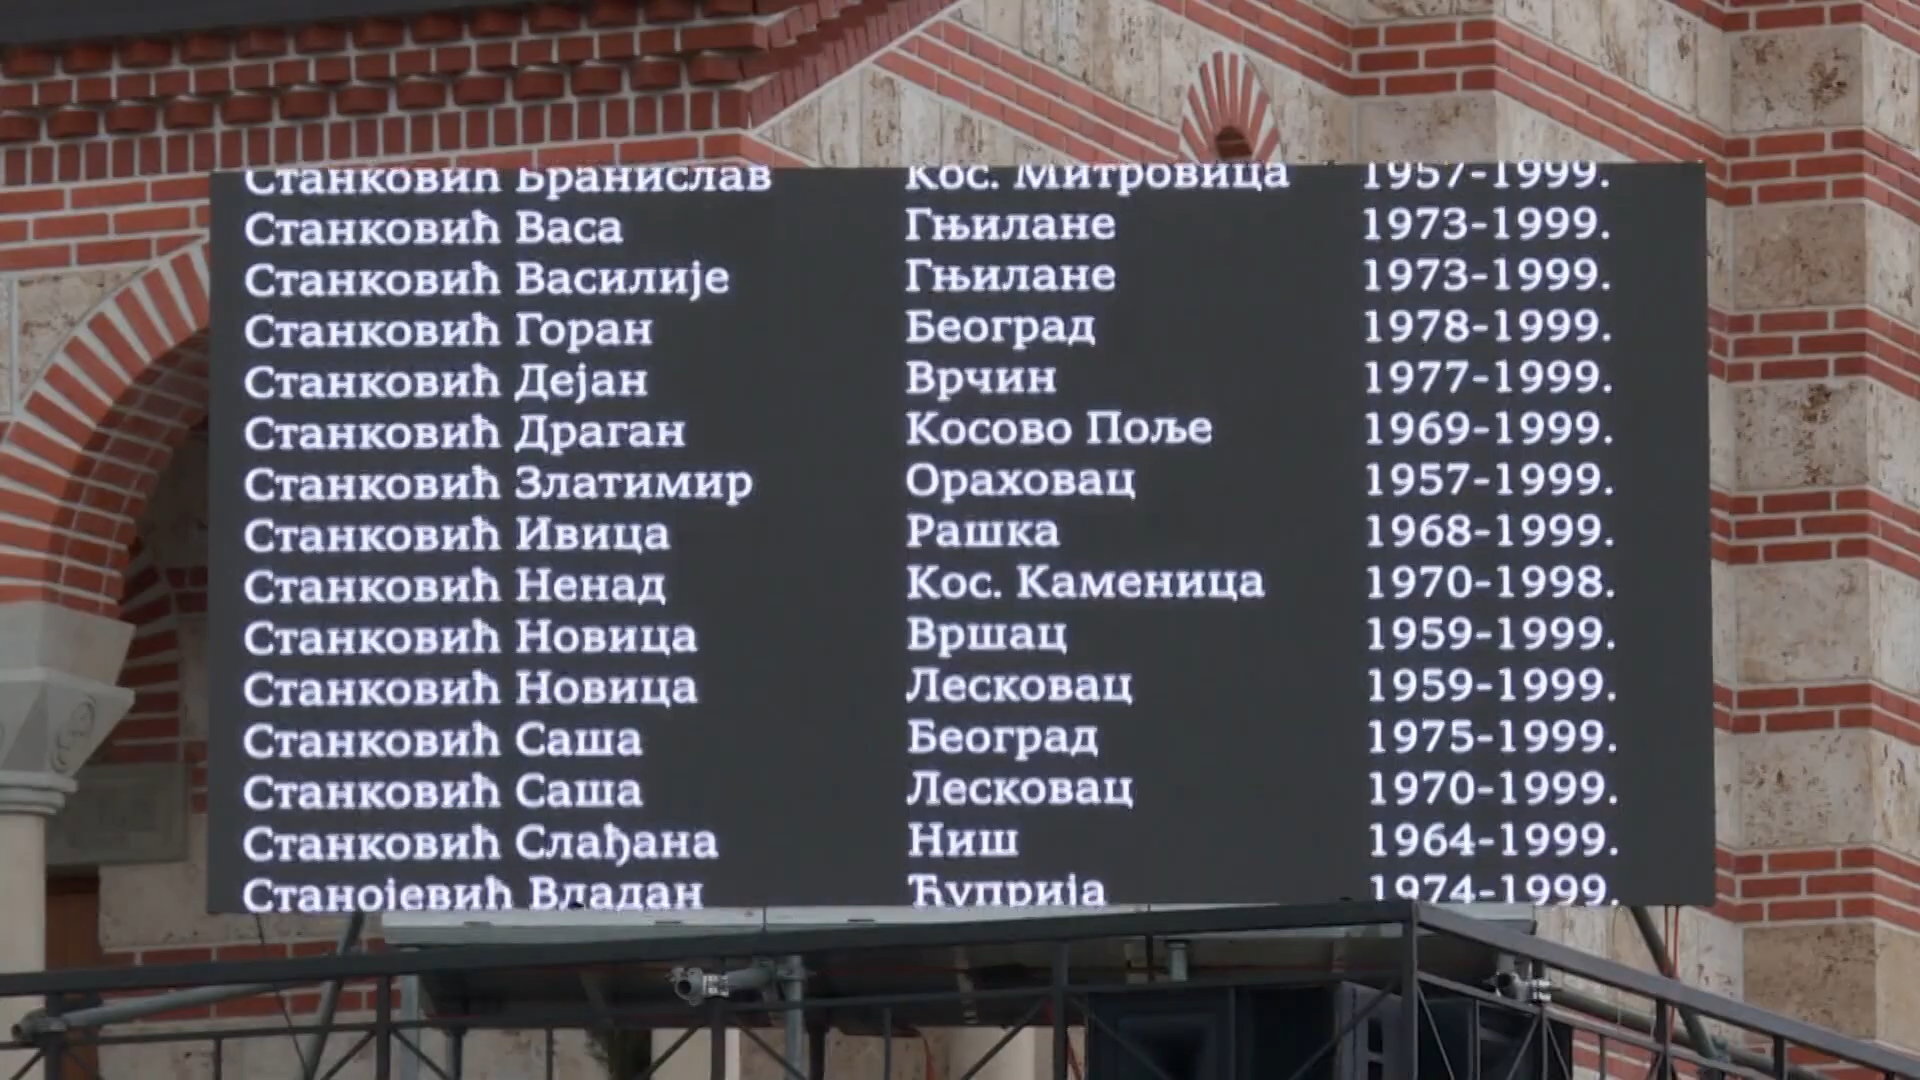 Станковић Бранислав Кос. Митровица 1957-1999.
Станковић Васа Гњилане 1973-1999.
Станковић Василије Гњилане 1973-1999.
Станковић Горан Београд 1978-1999.
Станковић Дејан Врчин 1977-1999.
Станковић Драган Косово Поље 1969-1999.
Станковић Златимир Ораховац 1957-1999.
Станковић Ивица Рашка 1968-1999.
Станковић Ненад Кос. Каменица 1970-1998.
Станковић Новица Вршац 1959-1999.
Станковић Новица Лесковац 1959-1999.
Станковић Саша Београд 1975-1999.
Станковић Саша Лесковац 1970-1999.
Станковић Слађана Ниш 1964-1999.
Станојевић Владан Ћуприја 1974-1999.